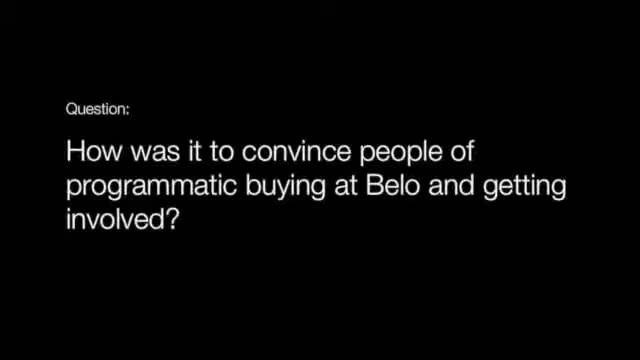 Question:
How was it to convince people of
programmatic buying at Belo and getting
involved?